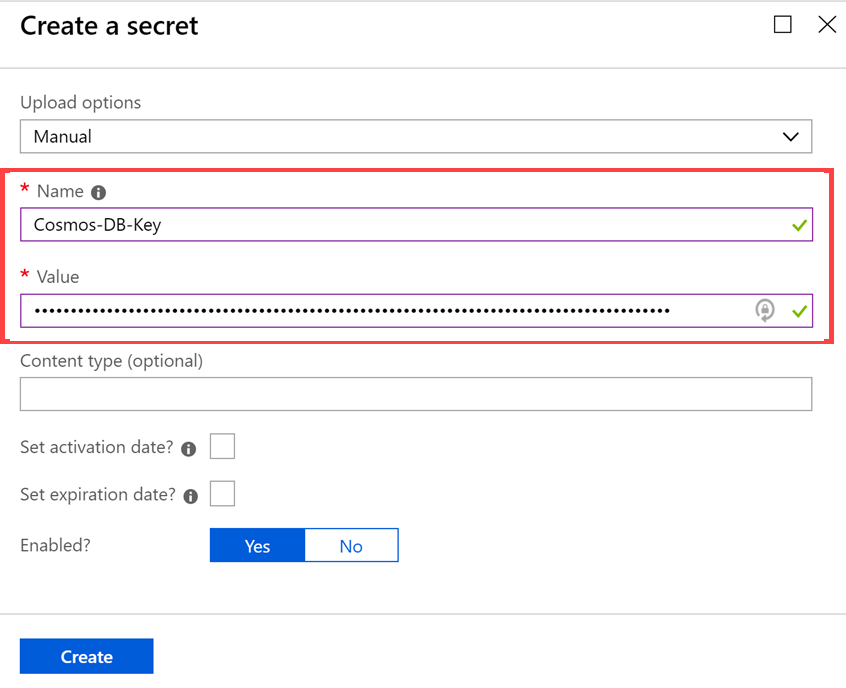 Create a secret
Upload options
Manual
* Name
Cosmos-DB-Key
* Value
Content type (optional)
Set activation date?
Set expiration date?
Enabled?
Yes No
Create